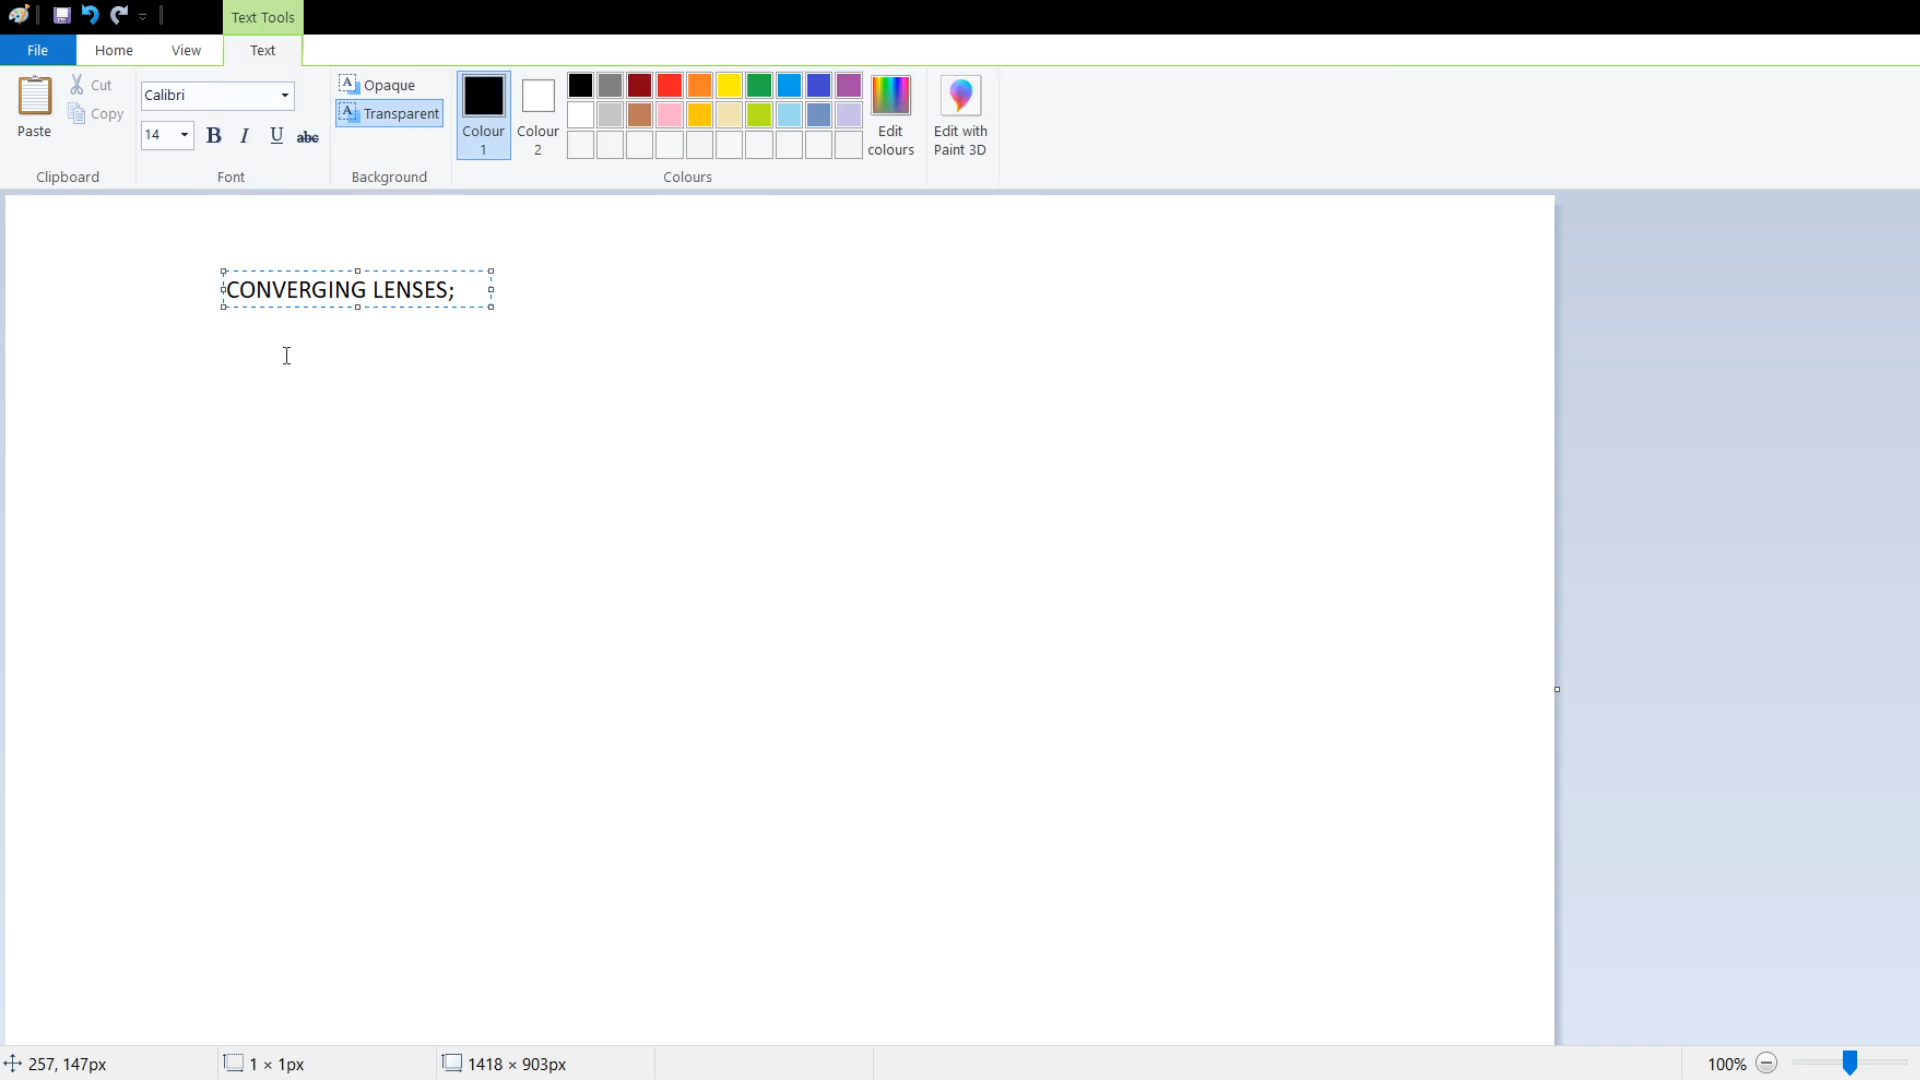 Text Tools
File Home View Text
Paste
Cut
Copy
Clipboard
Calibri
14
B I U abc
Font
Opaque
Transparent
Background
Colour 1
Colour 2
Colours
Edit colours
Edit with Paint 3D
CONVERGING LENSES;
257, 147px
1 × 1px
1418 × 903px
100%